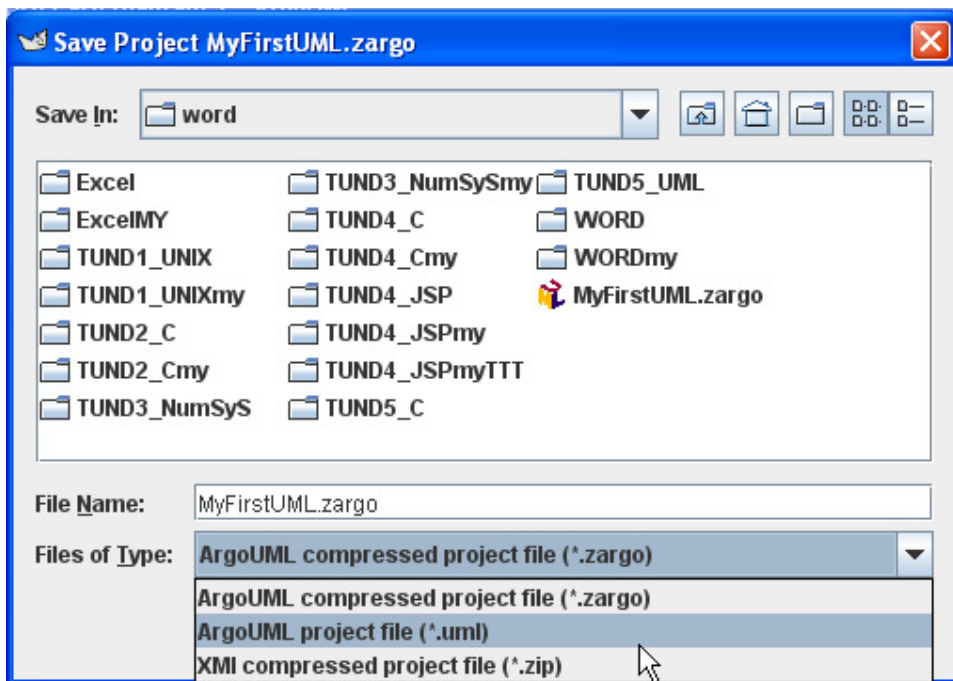 Save Project MyFirstUML.zargo
Save In: word
Excel TUND3_NumSySmy TUND5_UML
ExcelMY TUND4_C WORD
TUND1_UNIX TUND4_Cmy WORDmy
TUND1_UNIXmy TUND4_JSP MyFirstUML.zargo
TUND2_C TUND4_JSPmy
TUND2_Cmy TUND4_JSPmyTTT
TUND3_NumSyS TUND5_C
File Name: MyFirstUML.zargo
Files of Type: ArgoUML compressed project file (*.zargo)
ArgoUML compressed project file (*.zargo)
ArgoUML project file (*.uml)
XMI compressed project file (*.zip)